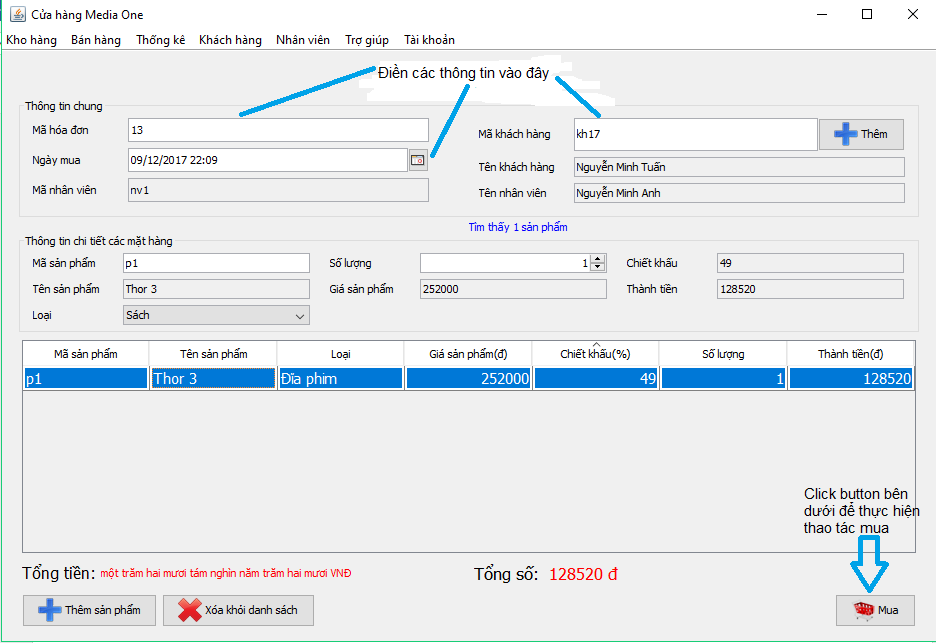 Cửa hàng Media One
Kho hàng Bán hàng Thống kê Khách hàng Nhân viên Trợ giúp Tài khoản
Điền các thông tin vào đây
Thông tin chung
Mã hóa đơn 13
Mã khách hàng kh17 Thêm
Ngày mua 09/12/2017 22:09
Tên khách hàng Nguyễn Minh Tuấn
Mã nhân viên nv1
Tên nhân viên Nguyễn Minh Anh
Tìm thấy 1 sản phẩm
Thông tin chi tiết các mặt hàng
Mã sản phẩm p1 Số lượng 1 Chiết khấu 49
Tên sản phẩm Thor 3 Giá sản phẩm 252000 Thành tiền 128520
Loại Sách
Mã sản phẩm Tên sản phẩm Loại Giá sản phẩm(đ) Chiết khấu(%) Số lượng Thành tiền(đ)
p1 Thor 3 Đĩa phim 252000 49 1 128520
Click button bên
dưới để thực hiện
thao tác mua
Tổng tiền: một trăm hai mươi tám nghìn năm trăm hai mươi VNĐ Tổng số: 128520 đ
Thêm sản phẩm Xóa khỏi danh sách Mua